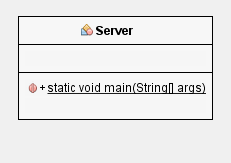 Server
+ static void main(String[] args)